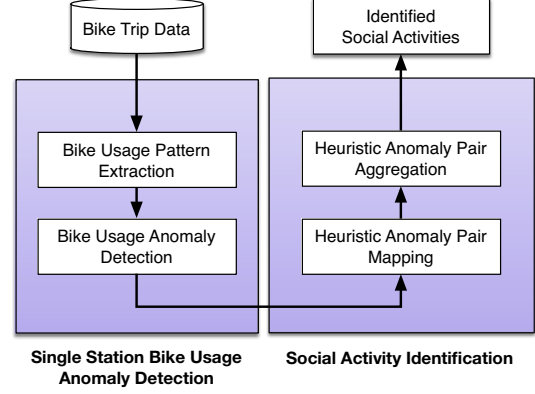 Bike Trip Data
Bike Usage Pattern
Extraction
Bike Usage Anomaly
Detection
Single Station Bike Usage
Anomaly Detection
Identified
Social Activities
Heuristic Anomaly Pair
Aggregation
Heuristic Anomaly Pair
Mapping
Social Activity Identification